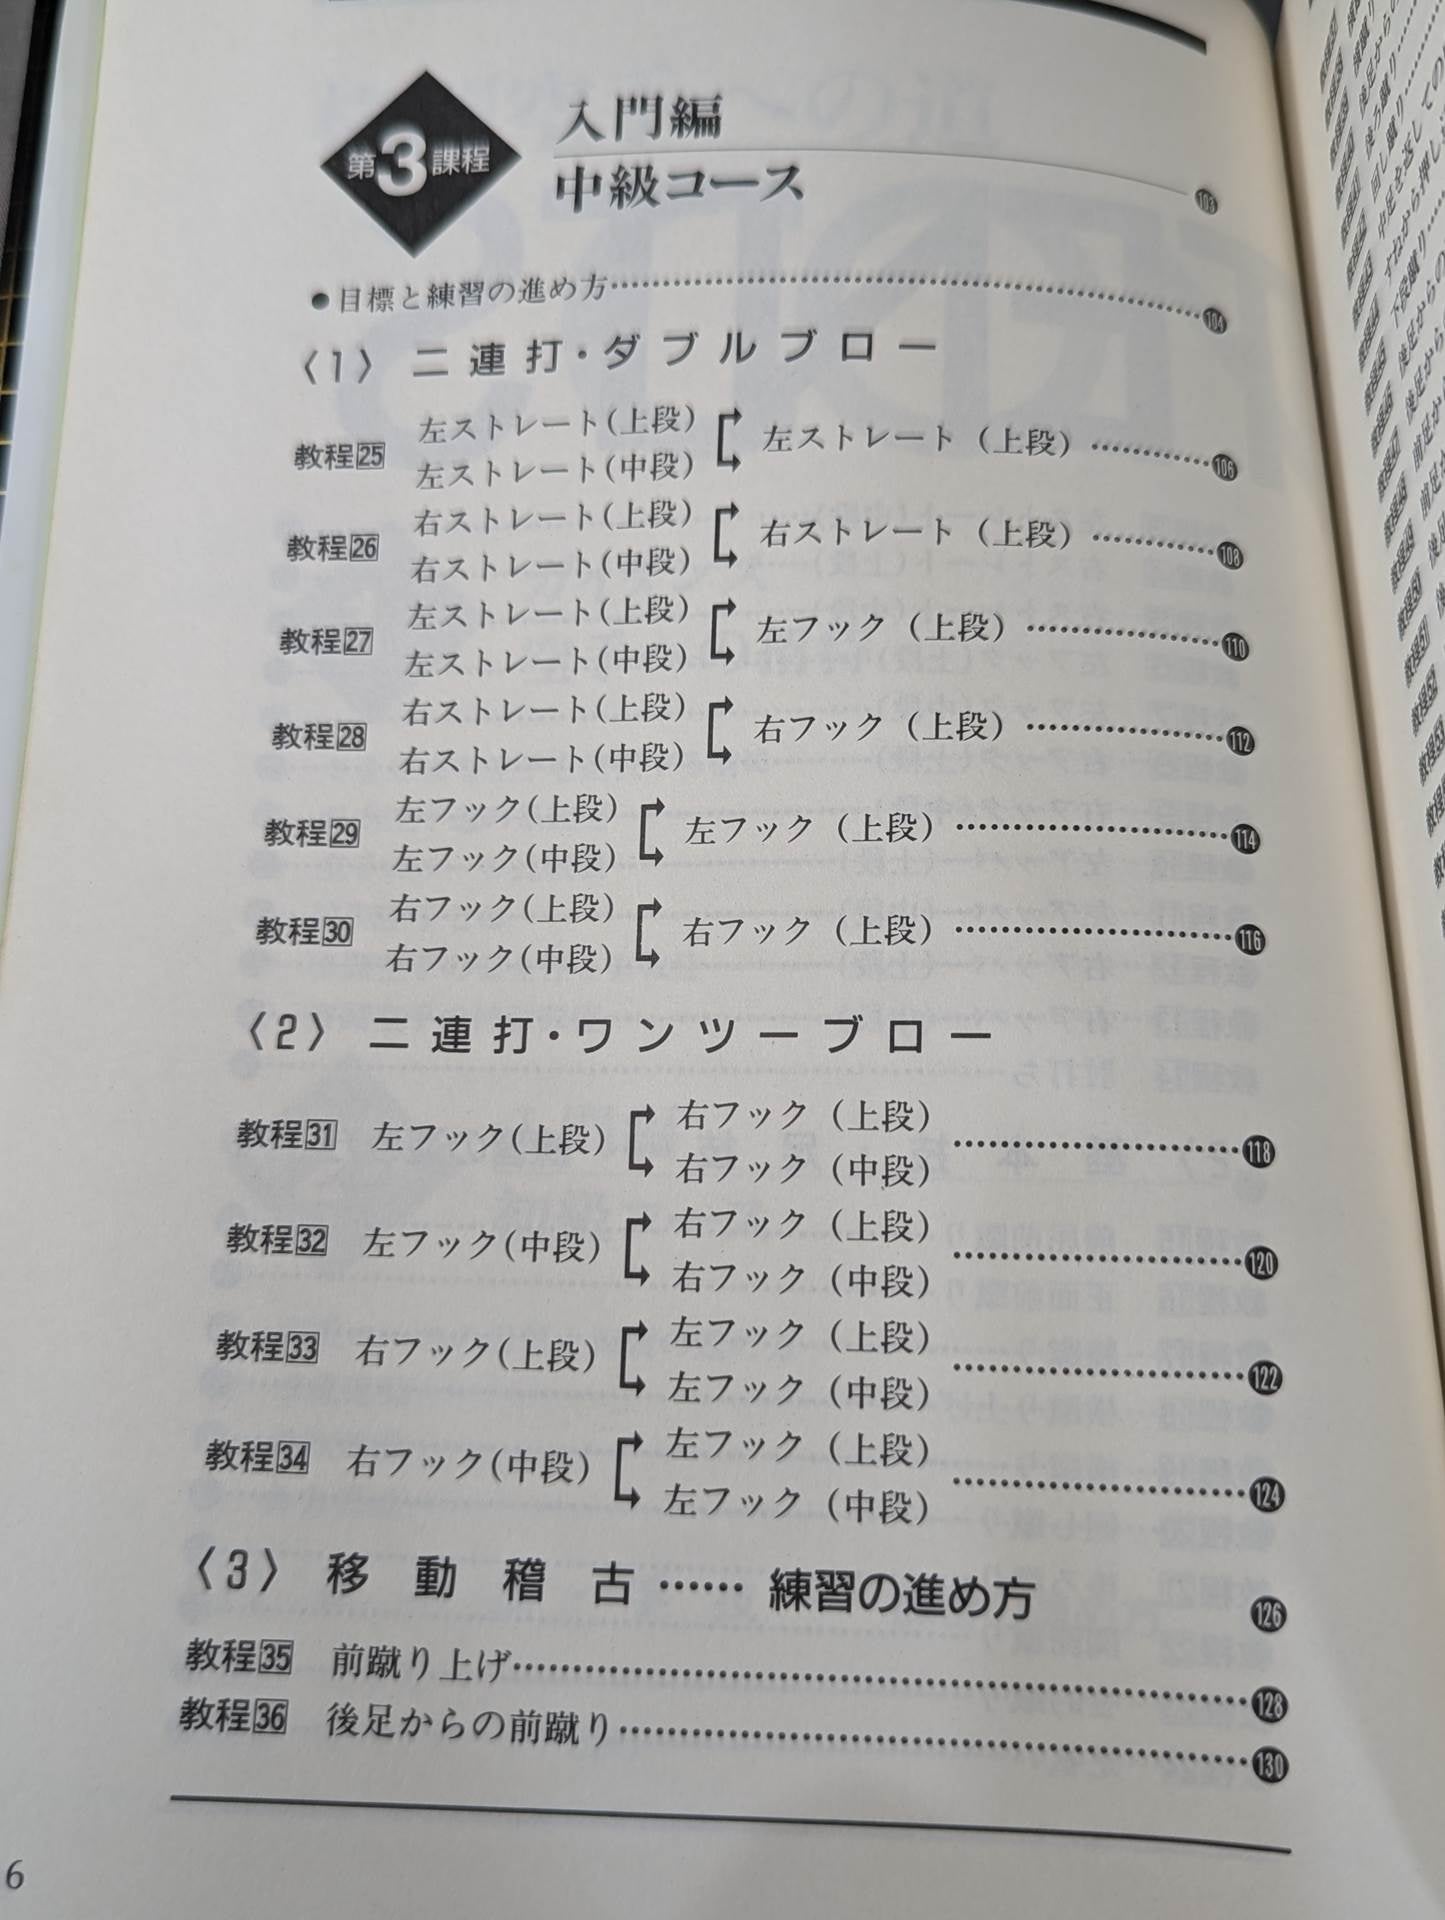 第3課程
入門編
中級コース 103
●目標と練習の進め方…… 104
〈1〉 二連打・ダブルブロー
教程25 左ストレート(上段) 左ストレート(中段) 左ストレート(上段)…… 106
教程26 右ストレート(上段) 右ストレート(中段) 右ストレート(上段)…… 108
教程27 左ストレート(上段) 左ストレート(中段) 左フック(上段)…… 110
教程28 右ストレート(上段) 右ストレート(中段) 右フック(上段)…… 112
教程29 左フック(上段) 左フック(中段) 左フック(上段)…… 114
教程30 右フック(上段) 右フック(中段) 右フック(上段)…… 116
〈2〉 二連打・ワンツーブロー
教程31 左フック(上段) 右フック(上段) 右フック(中段)…… 118
教程32 左フック(中段) 右フック(上段) 右フック(中段)…… 120
教程33 右フック(上段) 左フック(上段) 左フック(中段)…… 122
教程34 右フック(中段) 左フック(上段) 左フック(中段)…… 124
〈3〉 移動稽古……練習の進め方 126
教程35 前蹴り上げ…… 128
教程36 後足からの前蹴り…… 130
6